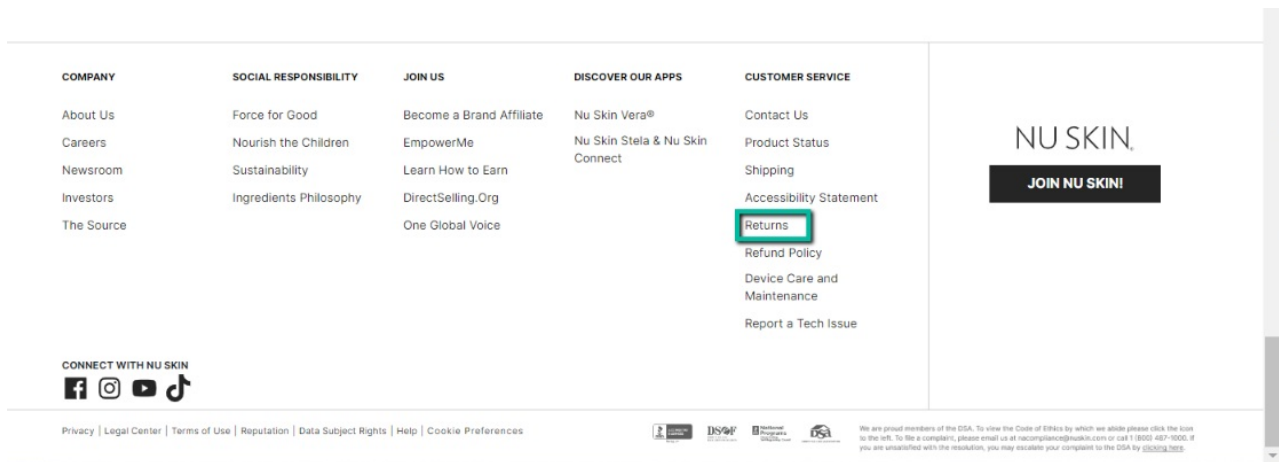 COMPANY
About Us
Careers
Newsroom
Investors
The Source
SOCIAL RESPONSIBILITY
Force for Good
Nourish the Children
Sustainability
Ingredients Philosophy
JOIN US
Become a Brand Affiliate
EmpowerMe
Learn How to Earn
DirectSelling.Org
One Global Voice
DISCOVER OUR APPS
Nu Skin Vera®
Nu Skin Stela & Nu Skin
Connect
CUSTOMER SERVICE
Contact Us
Product Status
Shipping
Accessibility Statement
Returns
Refund Policy
Device Care and
Maintenance
Report a Tech Issue
NU SKIN
JOIN NU SKIN!
CONNECT WITH NU SKIN
Privacy | Legal Center | Terms of Use | Reputation | Data Subject Rights | Help | Cookie Preferences
DSEF
National
Programs
DSA
We are proud members of the DSA. To view the Code of Ethics by which we abide please click the icon
to the left. To file a complaint, please email us at nacompliance@nuskin.com or call 1 (800) 487-1000. If
you are unsatisfied with the resolution, you may escalate your complaint to the DSA by clicking here.